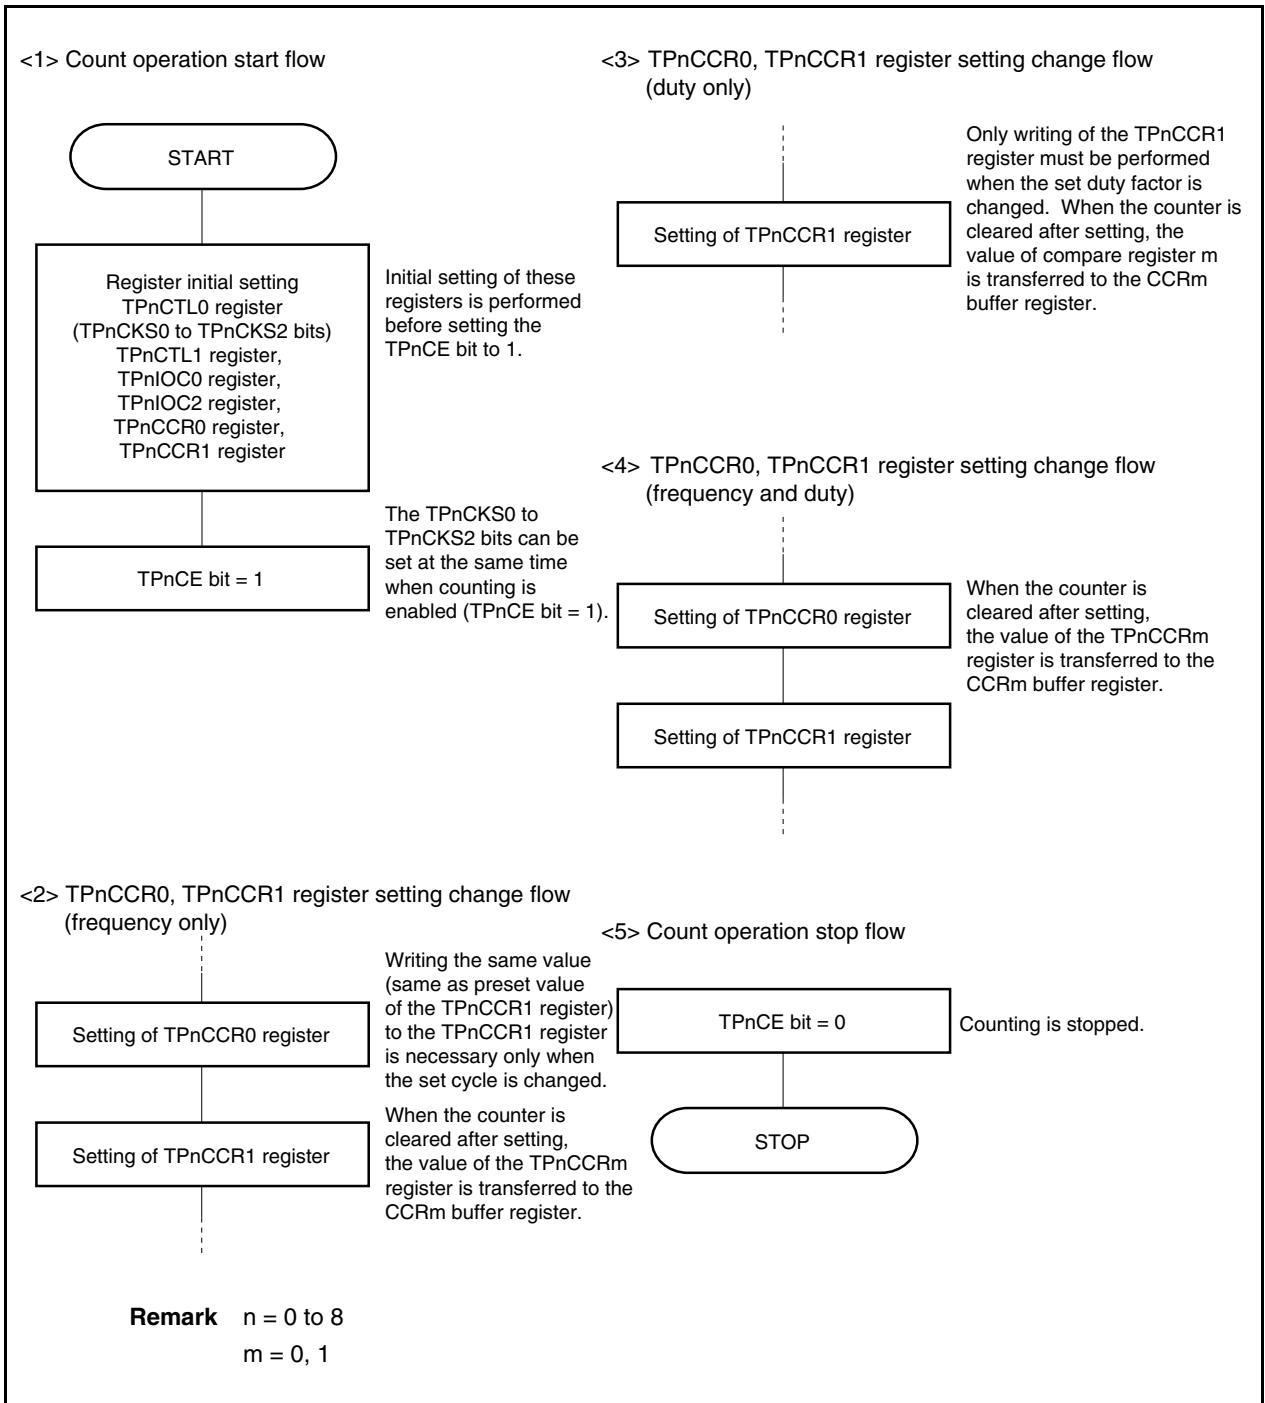 <1> Count operation start flow
START
Register initial setting
TPnCTL0 register
(TPnCKS0 to TPnCKS2 bits)
TPnCTL1 register,
TPnIOC0 register,
TPnIOC2 register,
TPnCCR0 register,
TPnCCR1 register
Initial setting of these
registers is performed
before setting the
TPnCE bit to 1.
TPnCE bit = 1
The TPnCKS0 to
TPnCKS2 bits can be
set at the same time
when counting is
enabled (TPnCE bit = 1).
<2> TPnCCR0, TPnCCR1 register setting change flow
(frequency only)
Setting of TPnCCR0 register
Writing the same value
(same as preset value
of the TPnCCR1 register)
to the TPnCCR1 register
is necessary only when
the set cycle is changed.
Setting of TPnCCR1 register
When the counter is
cleared after setting,
the value of the TPnCCRm
register is transferred to the
CCRm buffer register.
<3> TPnCCR0, TPnCCR1 register setting change flow
(duty only)
Setting of TPnCCR1 register
Only writing of the TPnCCR1
register must be performed
when the set duty factor is
changed. When the counter is
cleared after setting, the
value of compare register m
is transferred to the CCRm
buffer register.
<4> TPnCCR0, TPnCCR1 register setting change flow
(frequency and duty)
Setting of TPnCCR0 register
When the counter is
cleared after setting,
the value of the TPnCCRm
register is transferred to the
CCRm buffer register.
Setting of TPnCCR1 register
<5> Count operation stop flow
TPnCE bit = 0
Counting is stopped.
STOP
Remark n = 0 to 8
m = 0, 1